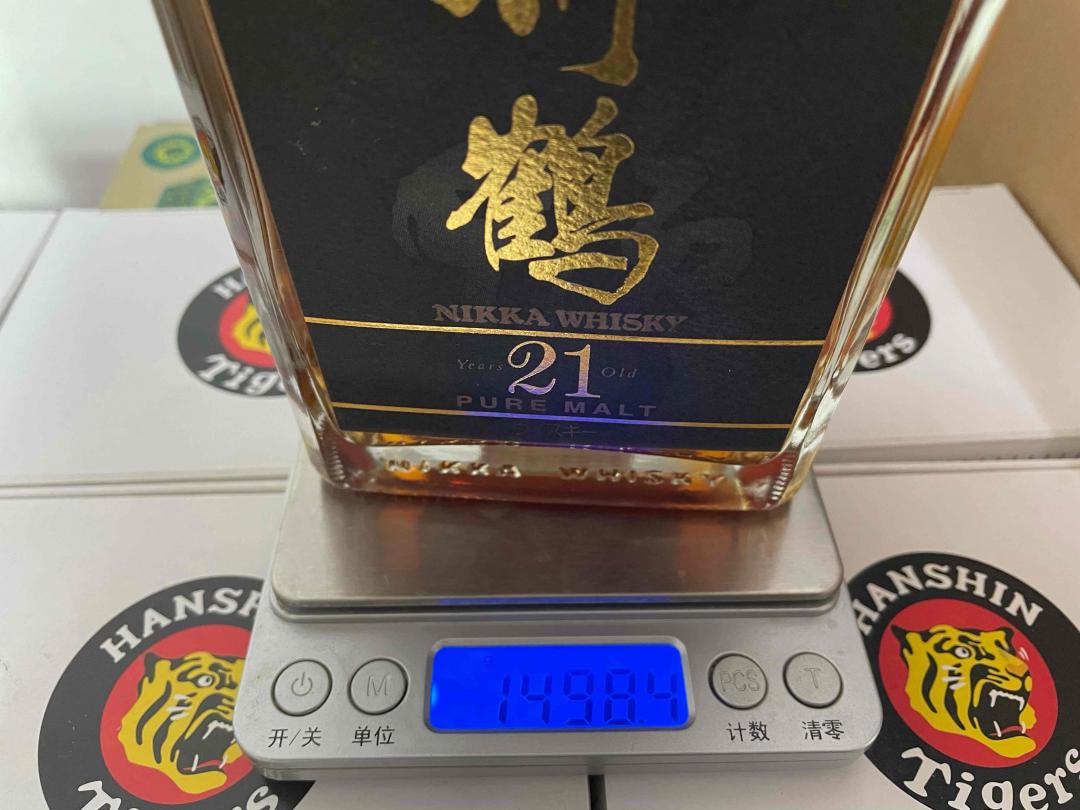 鶴
NIKKA WHISKY
Years 21 Old
PURE MALT
NIKKA WHISKY
1498.4
M
PCS
T
开/关
单位
计数
清零
HANSHIN
Tigers
HANSHIN
Tigers